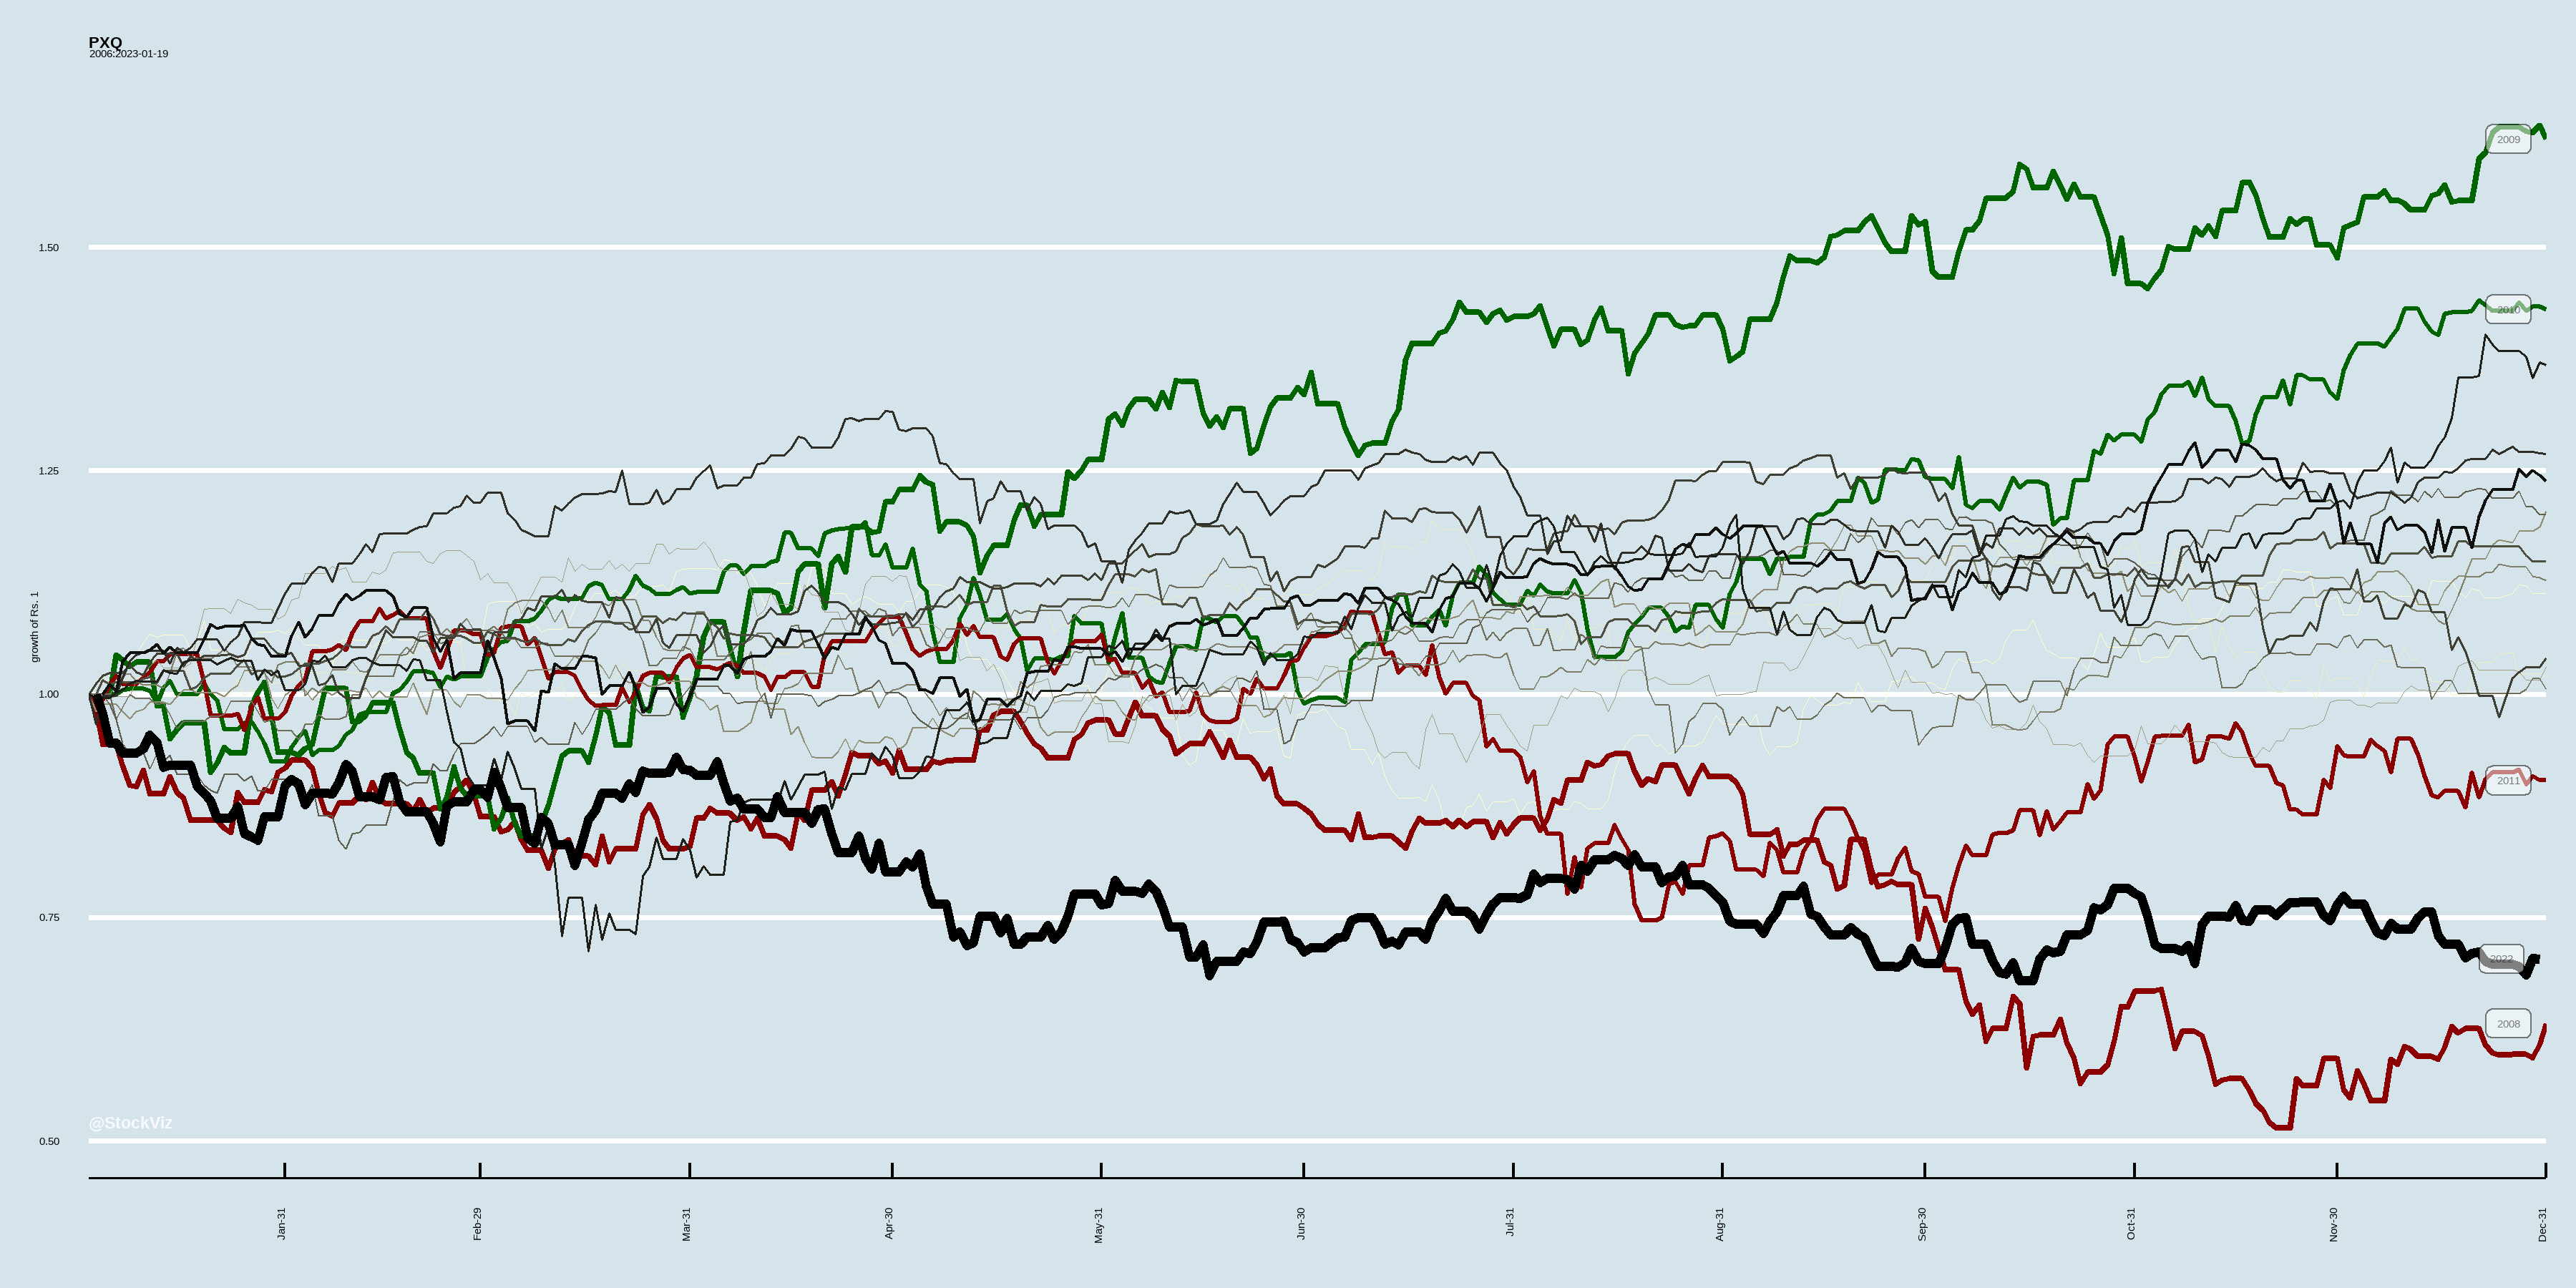 PXQ
2006:2023-01-19
2009
1.50
2010
1.25
growth of Rs. 1
1.00
2011
0.75
2022
2008
@StockViz
0.50
Jan-31
Feb-29
Mar-31
Apr-30
May-31
Jun-30
Jul-31
Aug-31
Sep-30
Oct-31
Nov-30
Dec-31